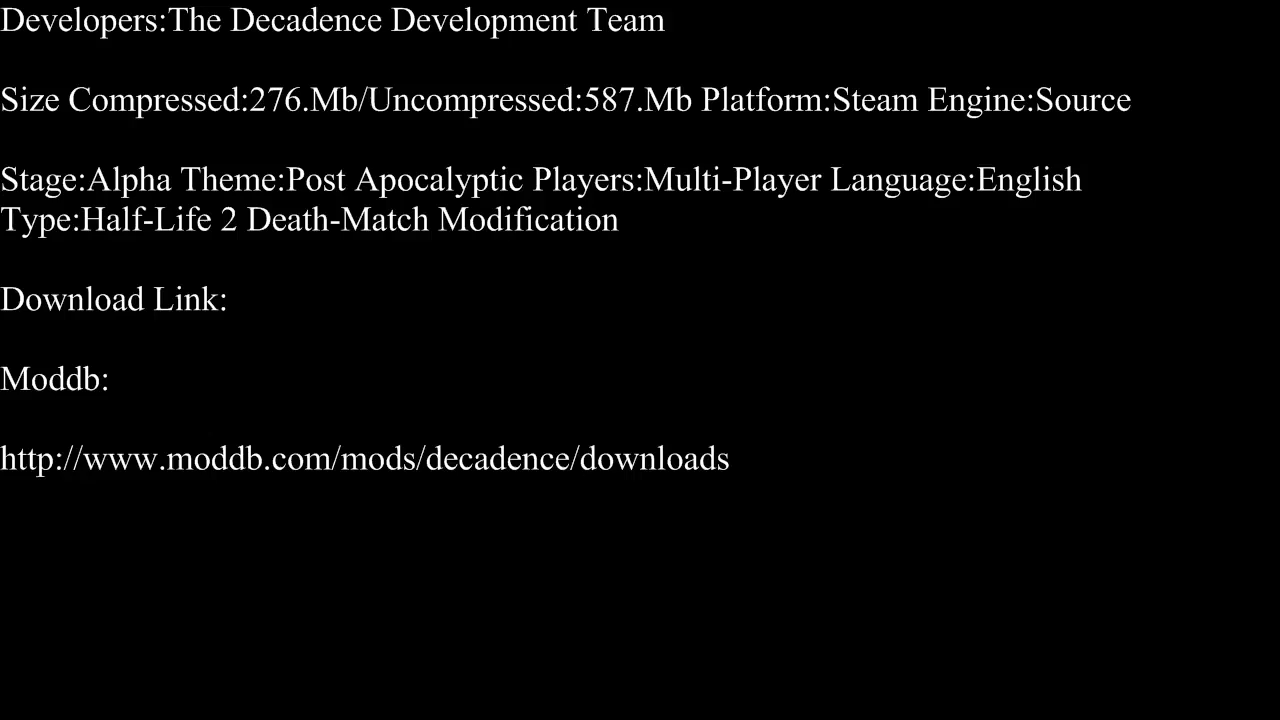 Developers:The Decadence Development Team
Size Compressed:276.Mb/Uncompressed:587.Mb Platform:Steam Engine:Source
Stage:Alpha Theme:Post Apocalyptic Players:Multi-Player Language:English
Type:Half-Life 2 Death-Match Modification
Download Link:
Moddb:
http://www.moddb.com/mods/decadence/downloads